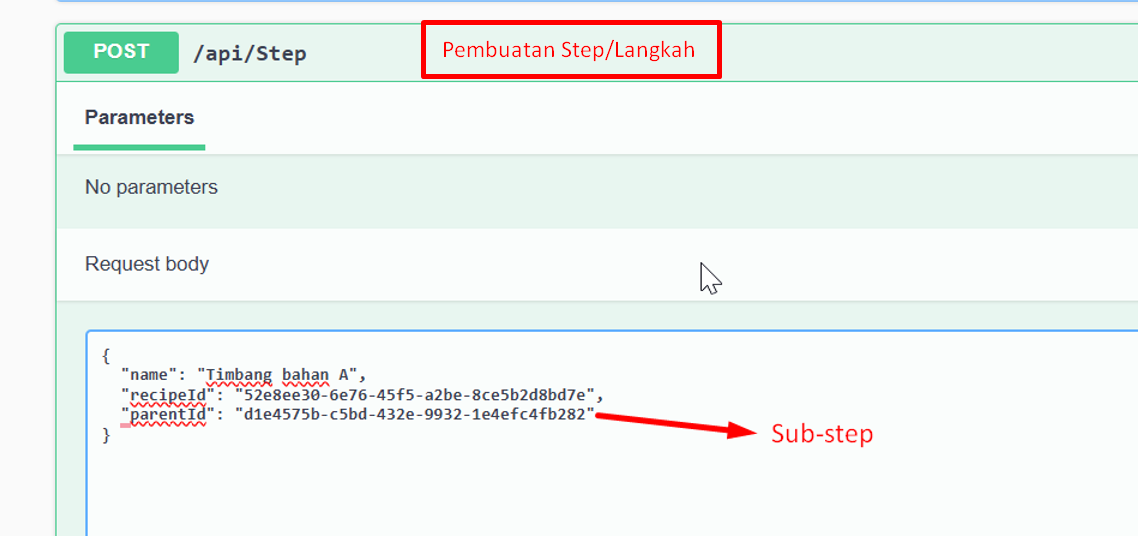 POST /api/Step Pembuatan Step/Langkah
Parameters
No parameters
Request body
{
"name": "Timbang bahan A",
"recipeId": "52e8ee30-6e76-45f5-a2be-8ce5b2d8bd7e",
"parentId": "d1e4575b-c5bd-432e-9932-1e4efc4fb282"
Sub-step
}